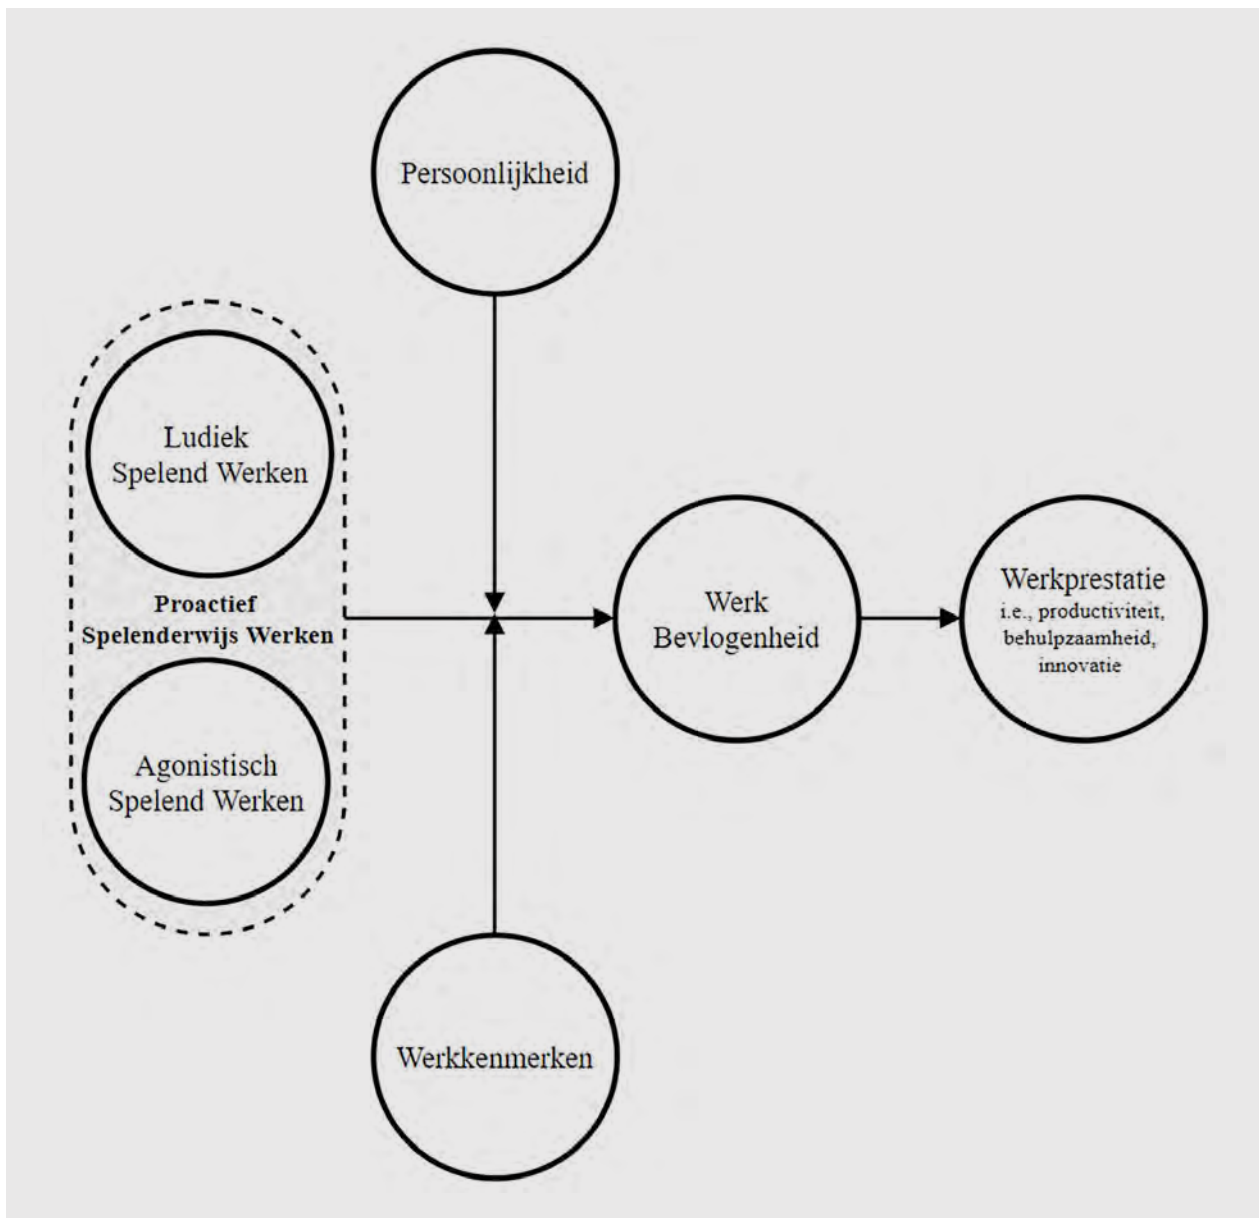 Persoonlijkheid
Ludiek
Spelend Werken
Proactief
Spelenderwijs Werken
Agonistisch
Spelend Werken
Werk
Bevlogenheid
Werkprestatie
i.e., productiviteit,
behulpzaamheid,
innovatie
Werkkenmerken